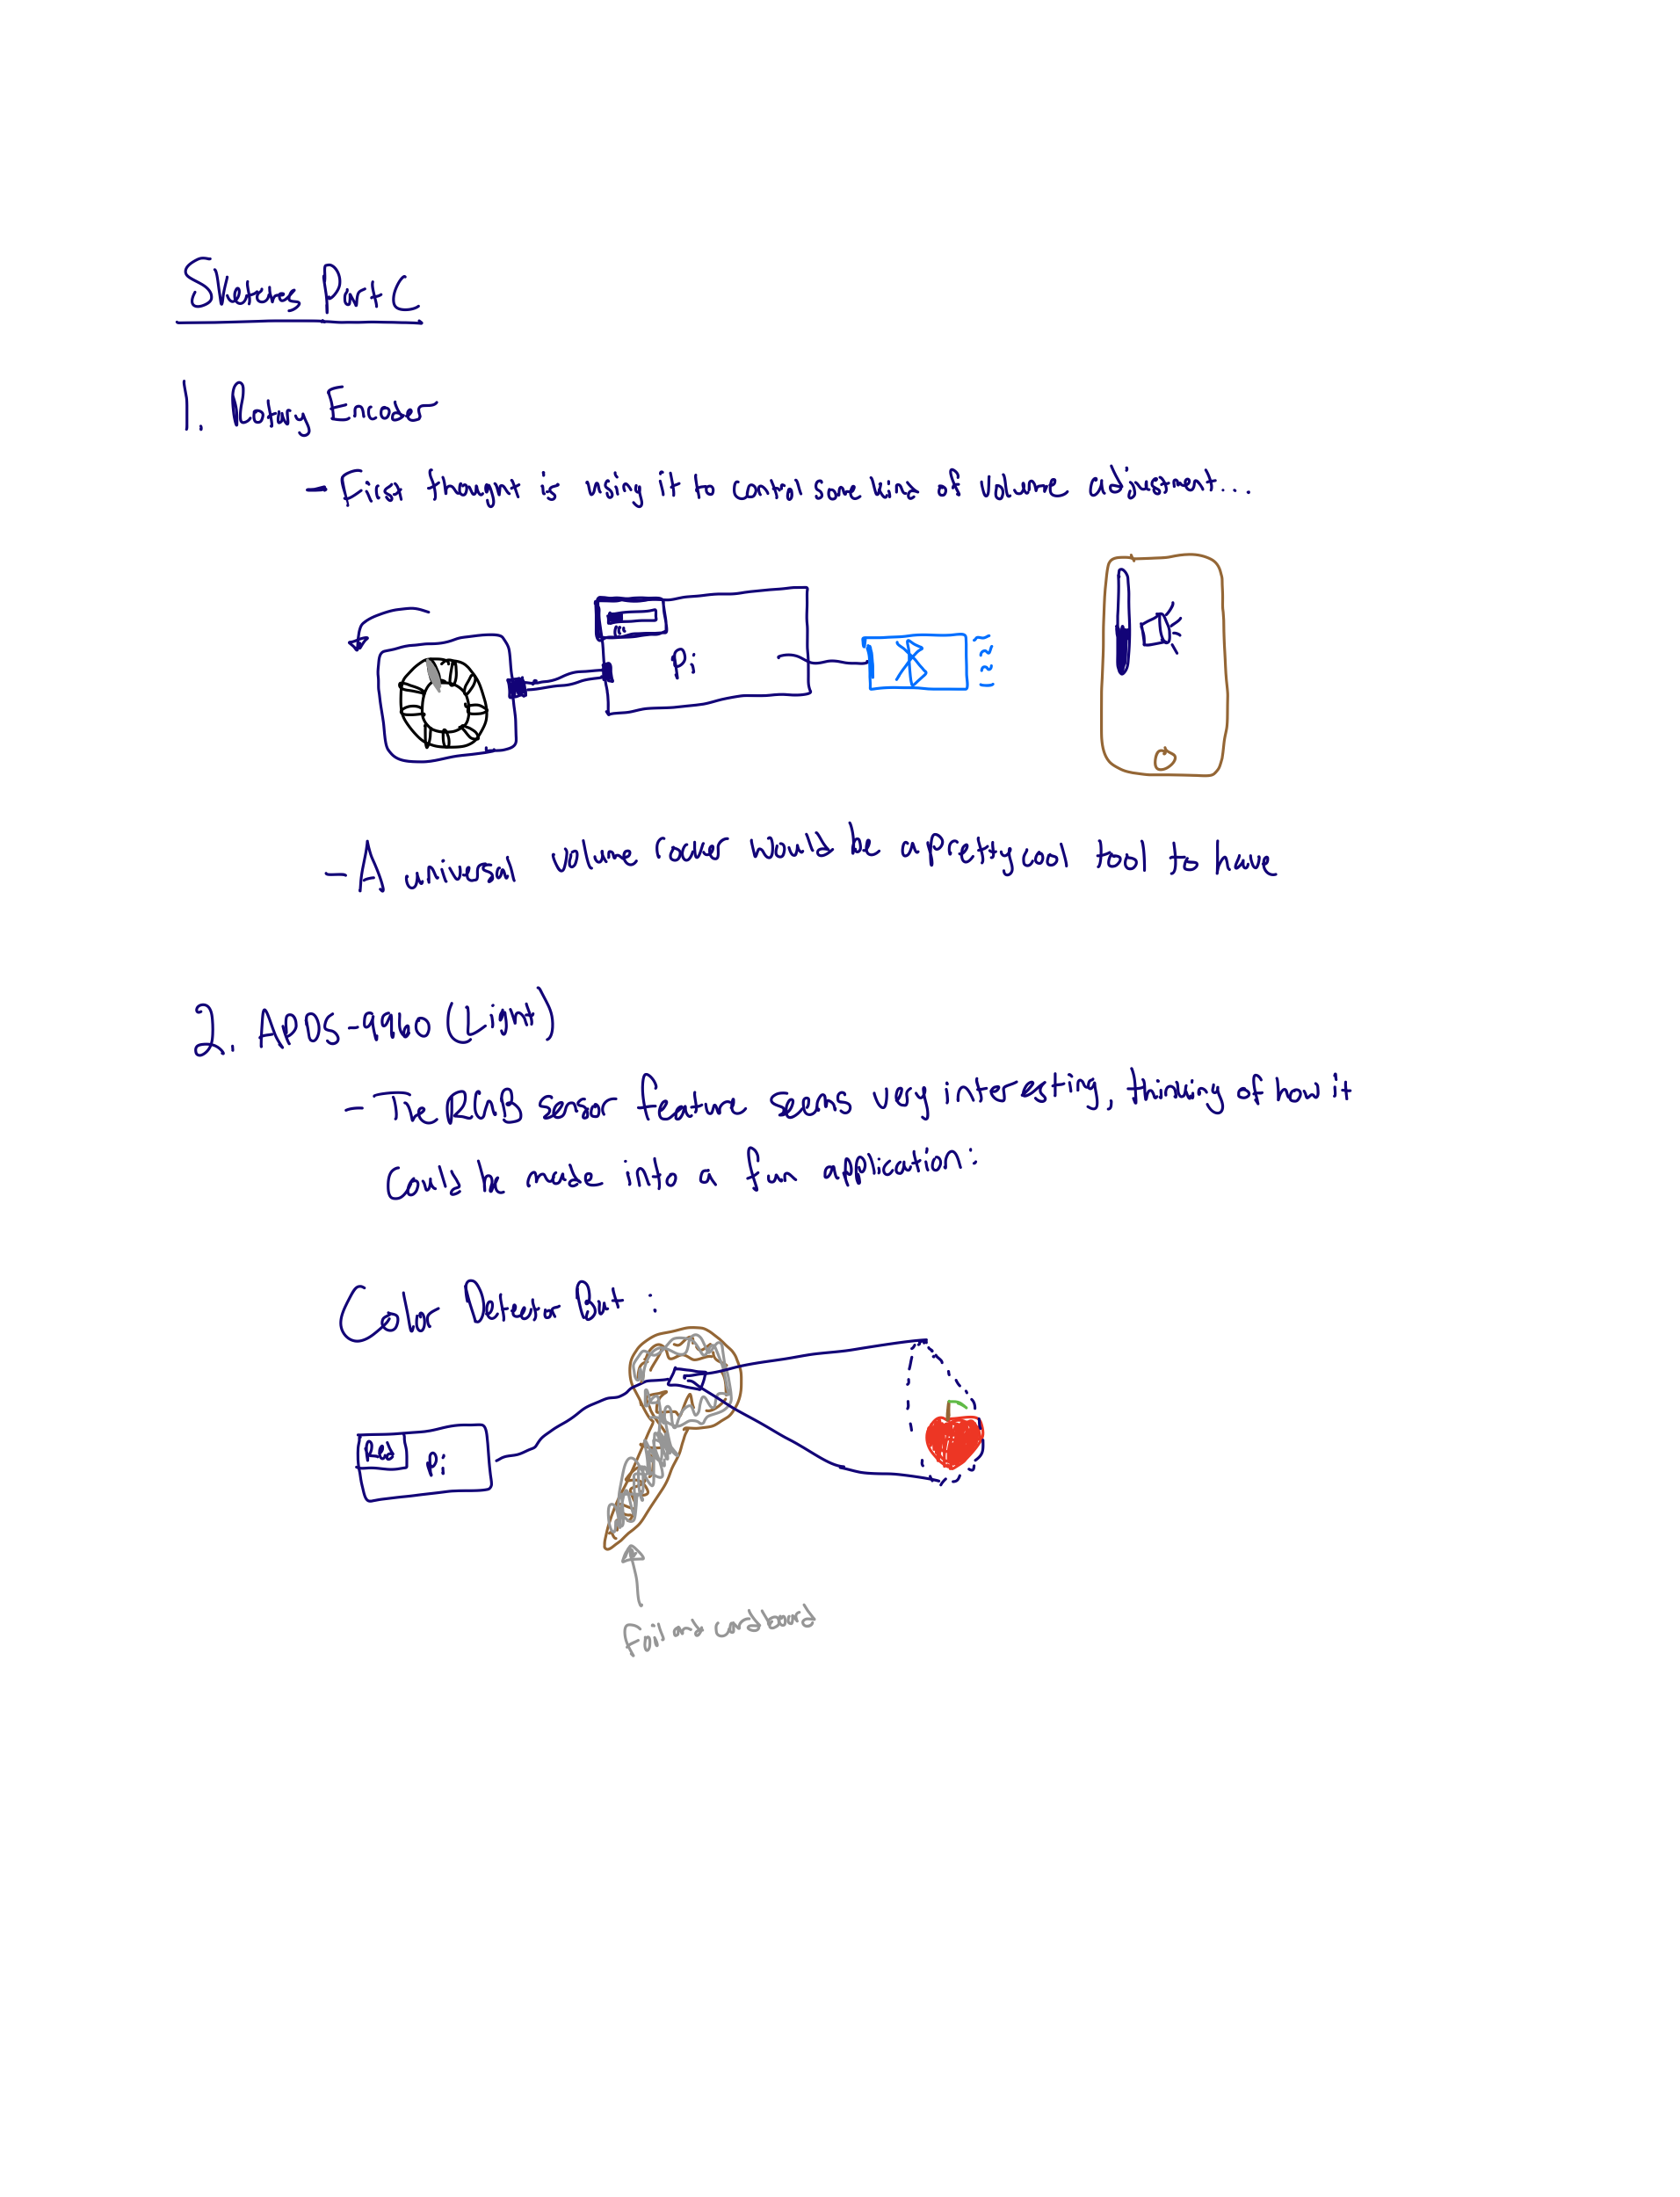 Sketches Part C
1. Rotary Encoder
- First thought is using it to control some kind of volume adjustment...
Pi
- A universal volume rocker would be a pretty cool tool to have
2. APDS-9960 (Light)
- The RGB sensor feature seems very interesting, thinking of how it
could be made into a fun application:
Color Detector But:
Red
Pi
foil and cardboard